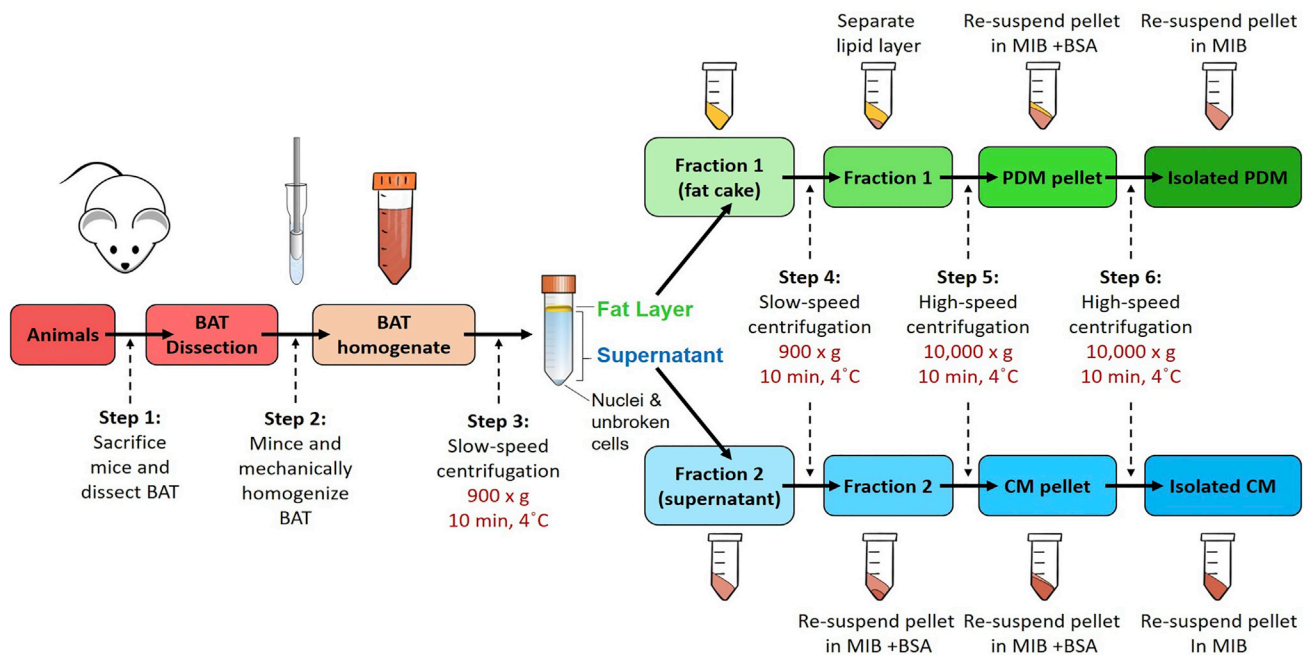 Separate
lipid layer
Re-suspend pellet
in MIB +BSA
Re-suspend pellet
in MIB
Fraction 1
(fat cake)
Fraction 1
PDM pellet
Isolated PDM
Animals
BAT
Dissection
BAT
homogenate
Fat Layer
Supernatant
Nuclei &
unbroken
cells
Step 1:
Sacrifice
mice and
dissect BAT
Step 2:
Mince and
mechanically
homogenize
BAT
Step 3:
Slow-speed
centrifugation
900 x g
10 min, 4°C
Step 4:
Slow-speed
centrifugation
900 x g
10 min, 4°C
Step 5:
High-speed
centrifugation
10,000 x g
10 min, 4°C
Step 6:
High-speed
centrifugation
10,000 x g
10 min, 4°C
Fraction 2
(supernatant)
Fraction 2
CM pellet
Isolated CM
Re-suspend pellet
in MIB +BSA
Re-suspend pellet
in MIB +BSA
Re-suspend pellet
In MIB